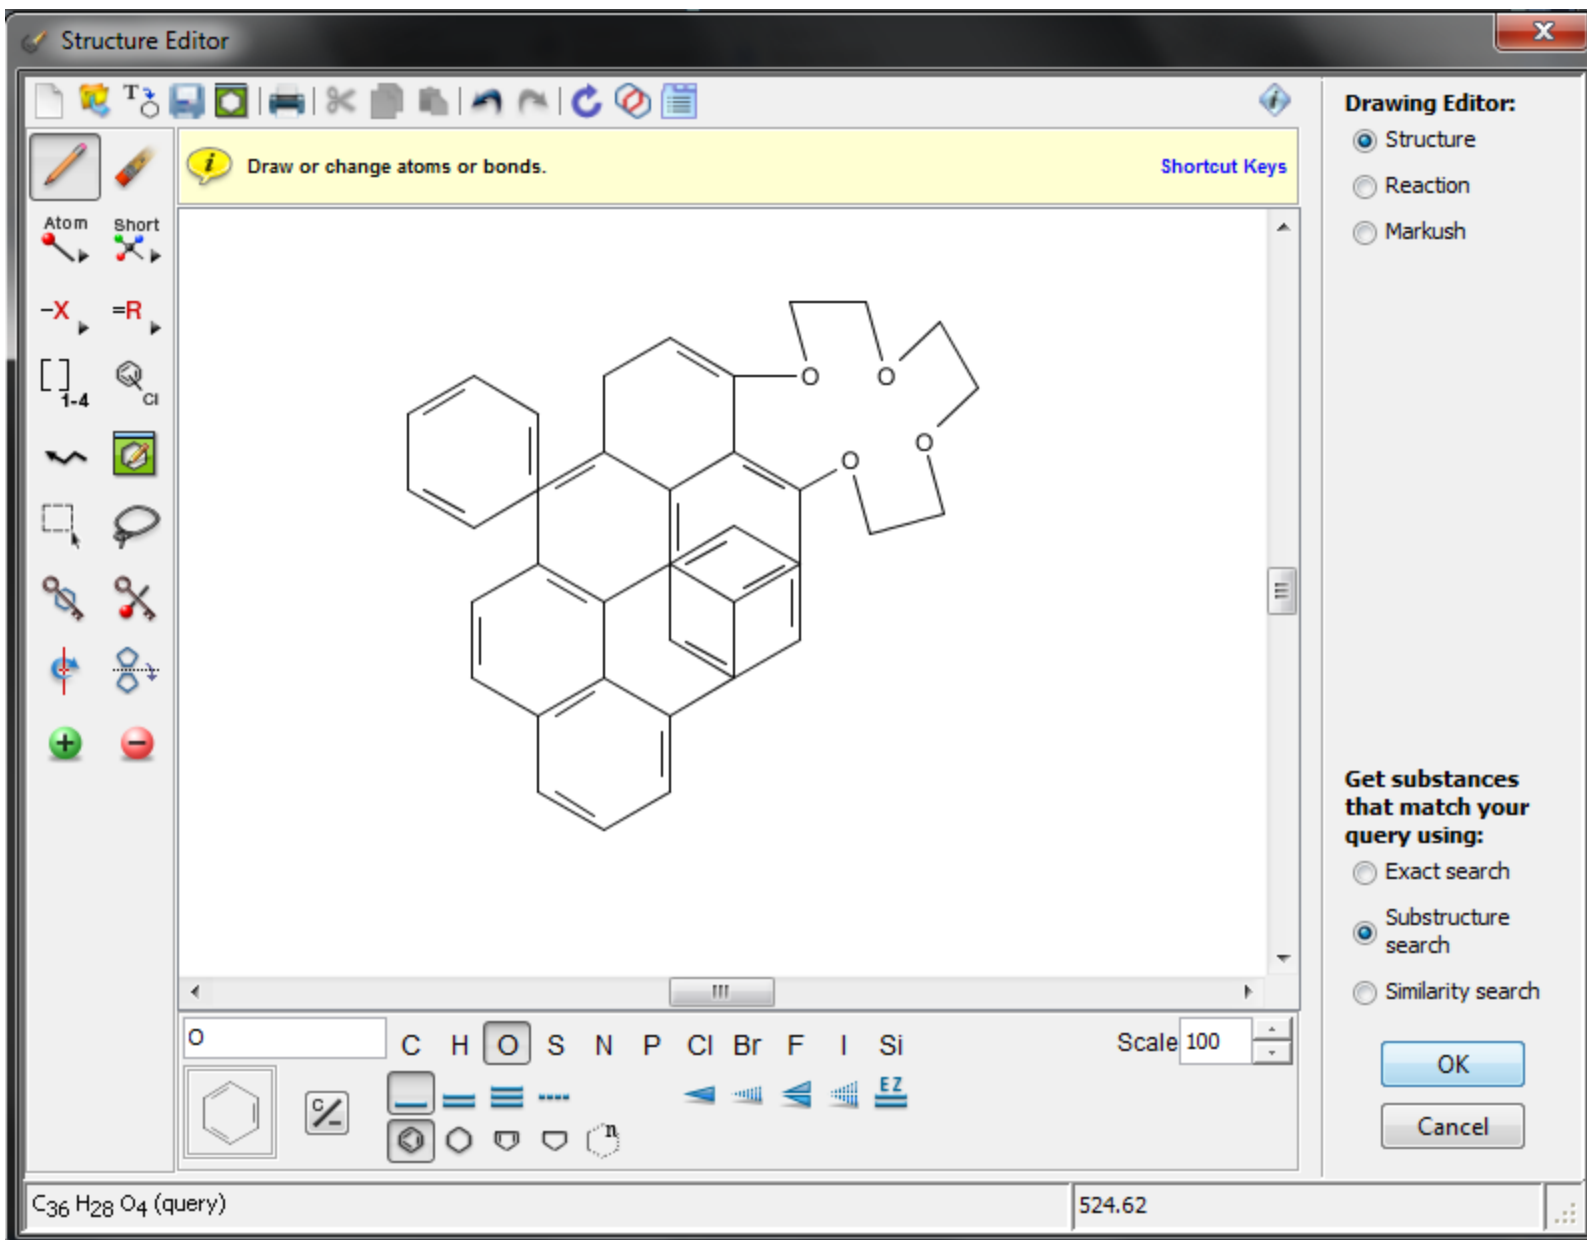 Structure Editor
X
T
Drawing Editor:
Structure
Reaction
Markush
Draw or change atoms or bonds.
Shortcut Keys
Atom
Short
-X
=R
[ ] 1-4
Cl
O
O
O
O
Get substances
that match your
query using:
Exact search
Substructure
search
Similarity search
OK
Cancel
O
C H O S N P Cl Br F I Si
Scale 100
C
EZ
n
C36 H28 O4 (query)
524.62